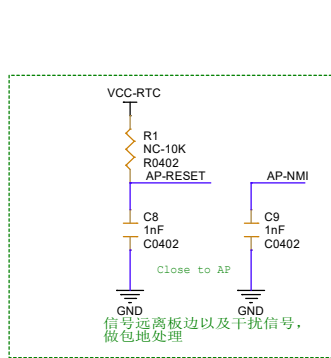 VCC-RTC
R1
NC-10K
R0402
AP-RESET
AP-NMI
C8
1nF
C0402
C9
1nF
C0402
Close to AP
GND
GND
信号远离板边以及干扰信号,
做包地处理